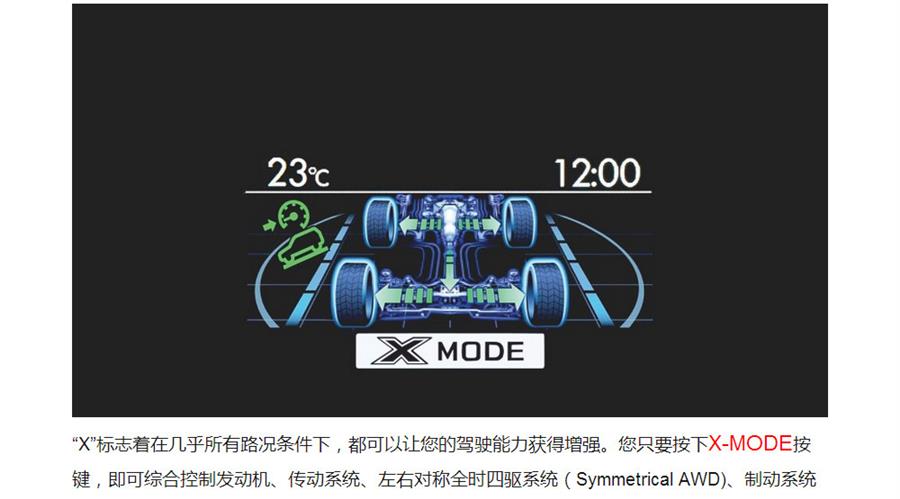 23℃ 12:00
X MODE
“X”标志着在几乎所有路况条件下，都可以让您的驾驶能力获得增强。您只要按下X-MODE按
键，即可综合控制发动机、传动系统、左右对称全时四驱系统（Symmetrical AWD)、制动系统